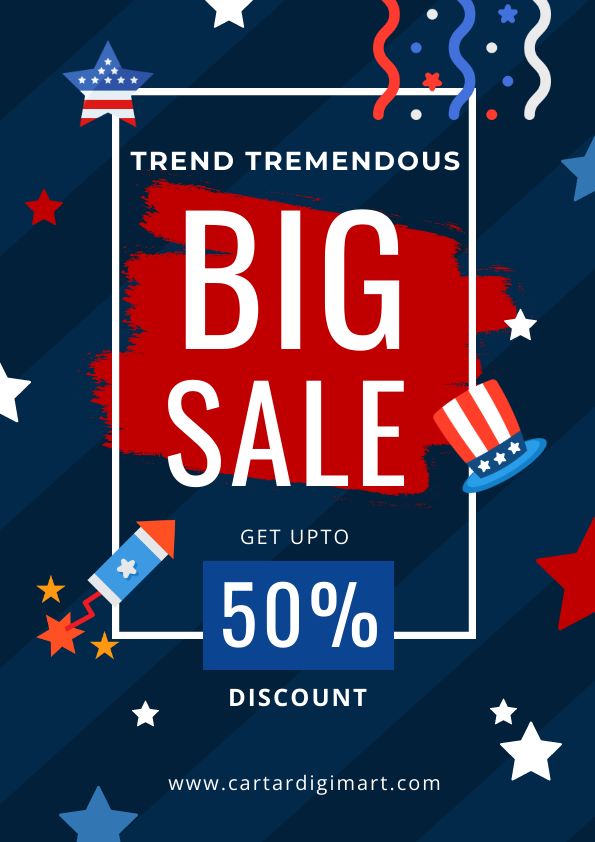 TREND TREMENDOUS
BIG
SALE
GET UPTO
50%
DISCOUNT
www.cartardigimart.com